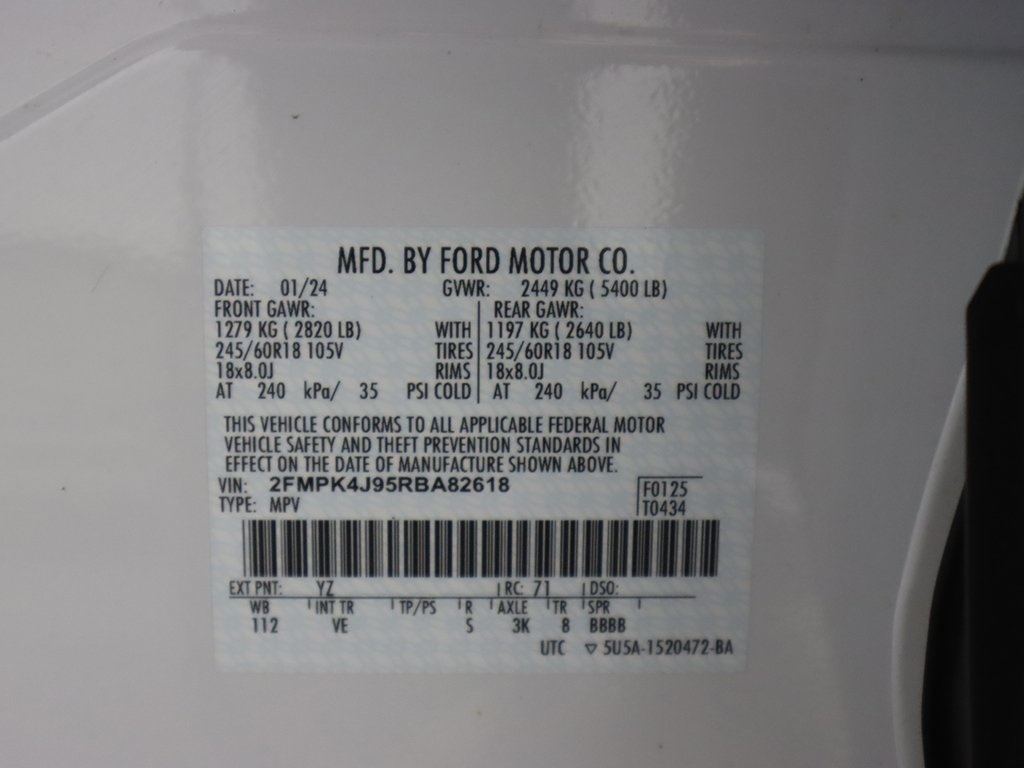 MFD. BY FORD MOTOR CO.
DATE: 01/24 GVWR: 2449 KG ( 5400 LB)
FRONT GAWR: REAR GAWR:
1279 KG ( 2820 LB) WITH 1197 KG ( 2640 LB) WITH
245/60R18 105V TIRES 245/60R18 105V TIRES
18x8.0J RIMS 18x8.0J RIMS
AT 240 kPa/ 35 PSI COLD AT 240 kPa/ 35 PSI COLD
THIS VEHICLE CONFORMS TO ALL APPLICABLE FEDERAL MOTOR
VEHICLE SAFETY AND THEFT PREVENTION STANDARDS IN
EFFECT ON THE DATE OF MANUFACTURE SHOWN ABOVE.
VIN: 2FMPK4J95RBA82618 F0125
TYPE: MPV T0434
EXT PNT: YZ RC: 71 DSO:
WB INT TR TP/PS R AXLE TR SPR
112 VE S 3K 8 BBBB
UTC ▽ 5U5A-1520472-BA